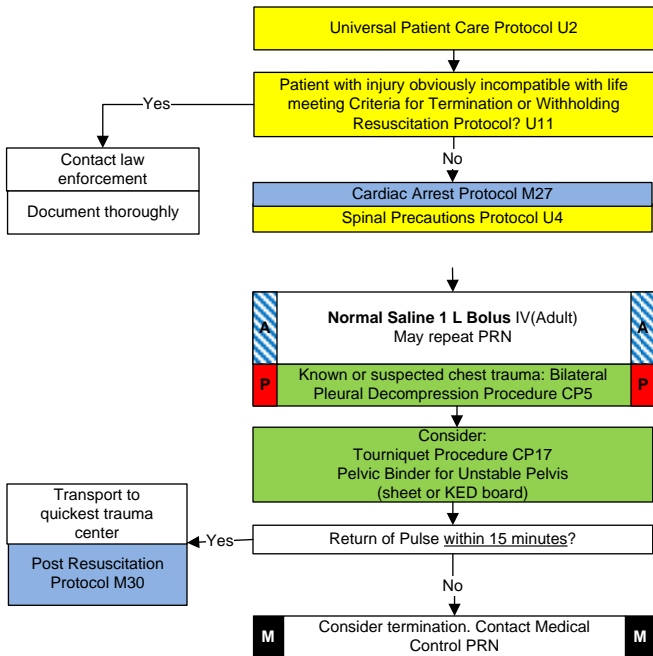 Universal Patient Care Protocol U2
Patient with injury obviously incompatible with life
meeting Criteria for Termination or Withholding
Resuscitation Protocol? U11
Yes
Contact law
enforcement
Document thoroughly
No
Cardiac Arrest Protocol M27
Spinal Precautions Protocol U4
A
Normal Saline 1 L Bolus IV(Adult)
May repeat PRN
A
P
Known or suspected chest trauma: Bilateral
Pleural Decompression Procedure CP5
P
Consider:
Tourniquet Procedure CP17
Pelvic Binder for Unstable Pelvis
(sheet or KED board)
Return of Pulse within 15 minutes?
Yes
Transport to
quickest trauma
center
Post Resuscitation
Protocol M30
No
M
Consider termination. Contact Medical
Control PRN
M